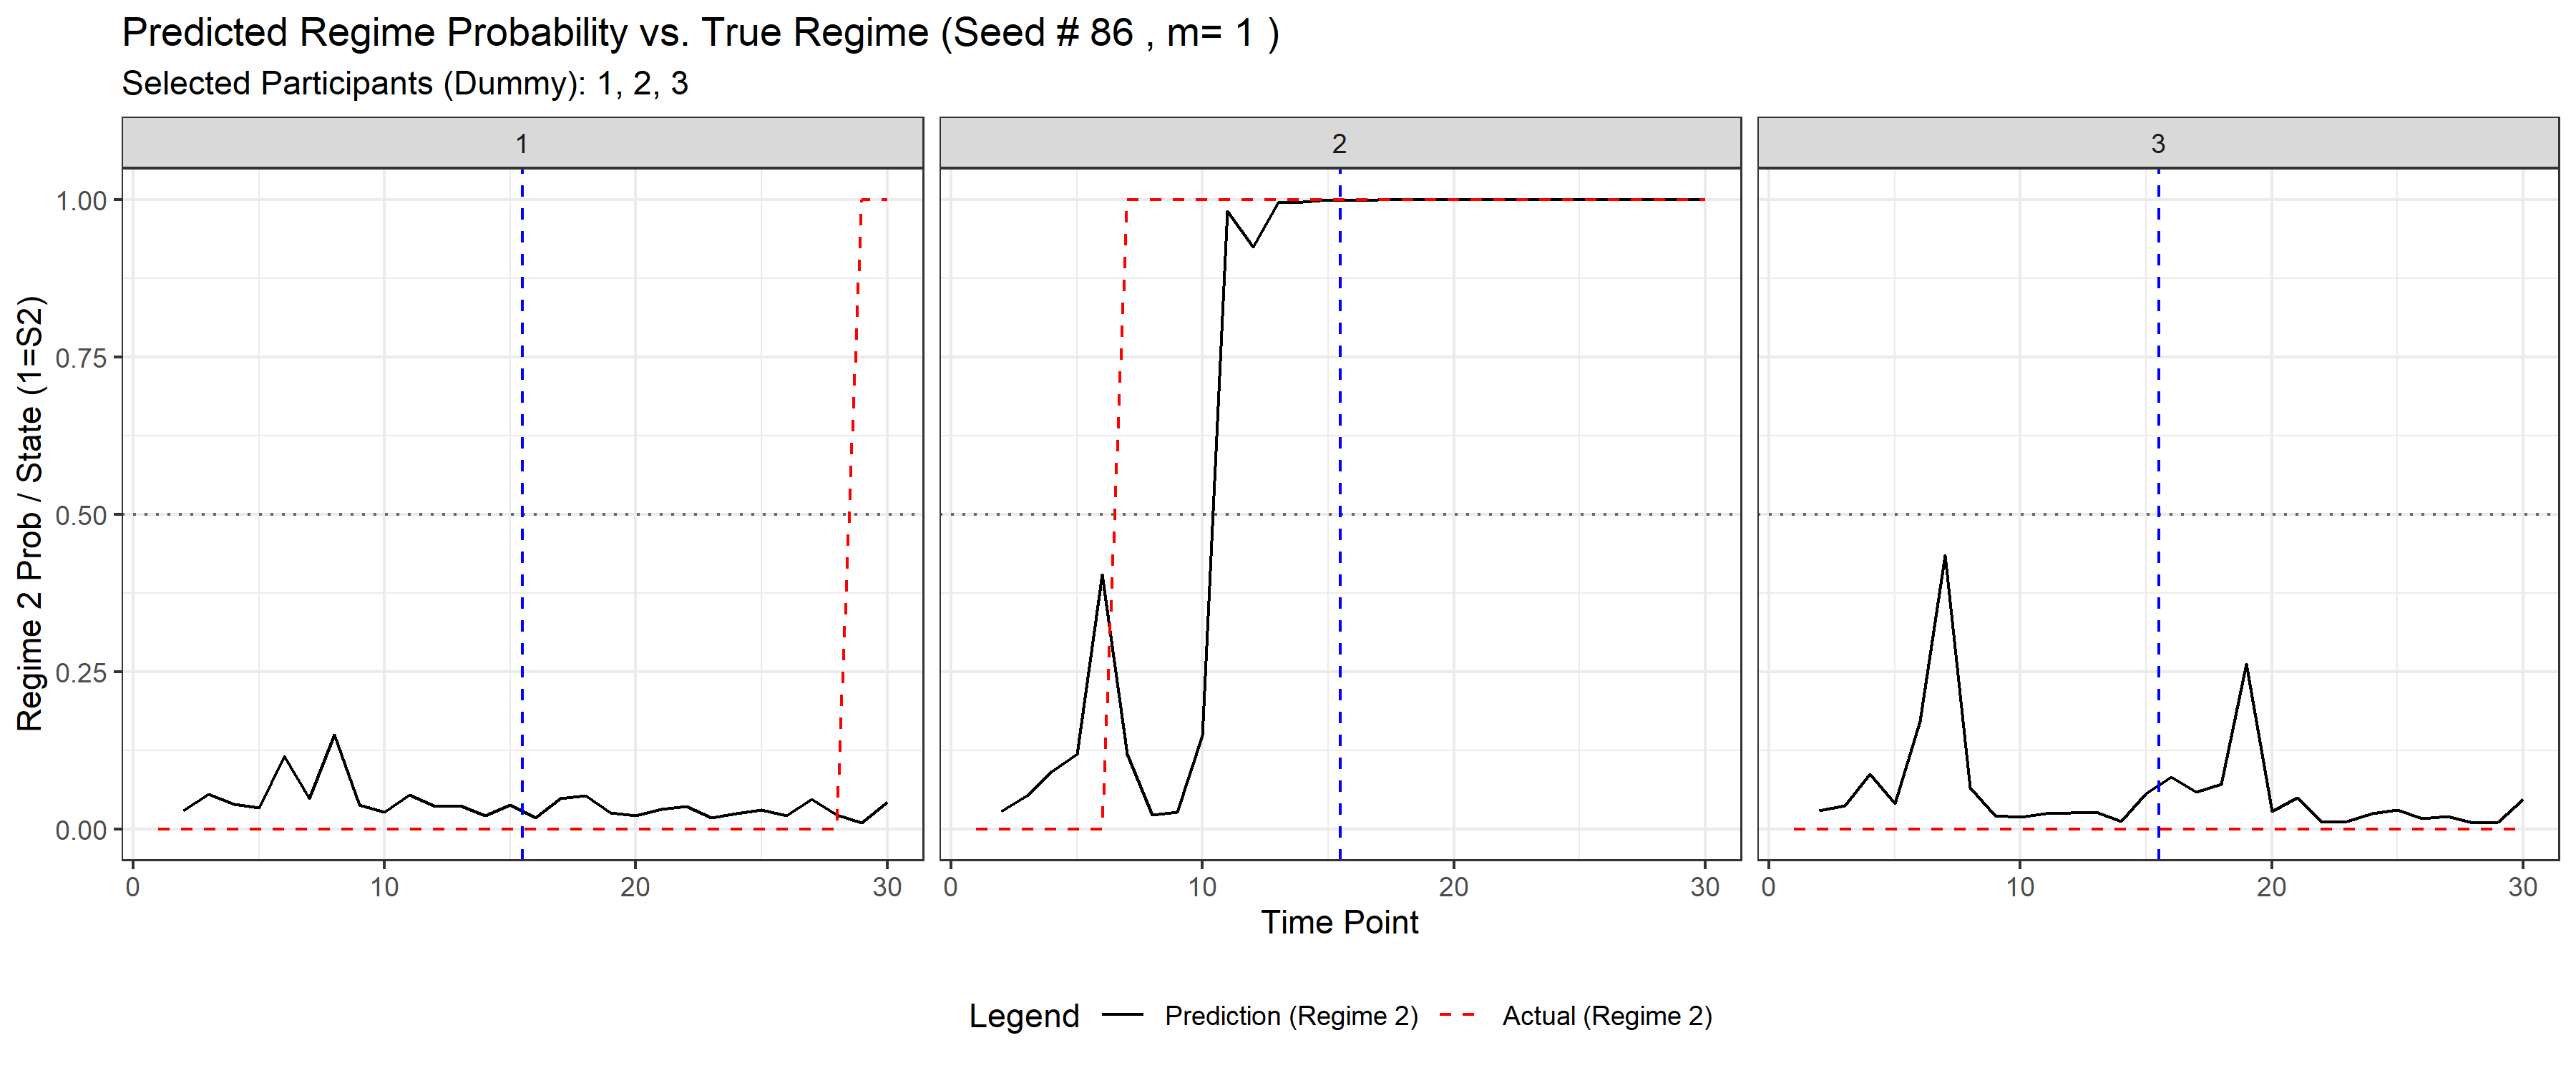 Predicted Regime Probability vs. True Regime (Seed # 86 , m= 1 )
Selected Participants (Dummy): 1, 2, 3
1 2 3
Regime 2 Prob / State (1=S2)
1.00
0.75
0.50
0.25
0.00
0 10 20 30 0 10 20 30 0 10 20 30
Time Point
Legend Prediction (Regime 2) Actual (Regime 2)